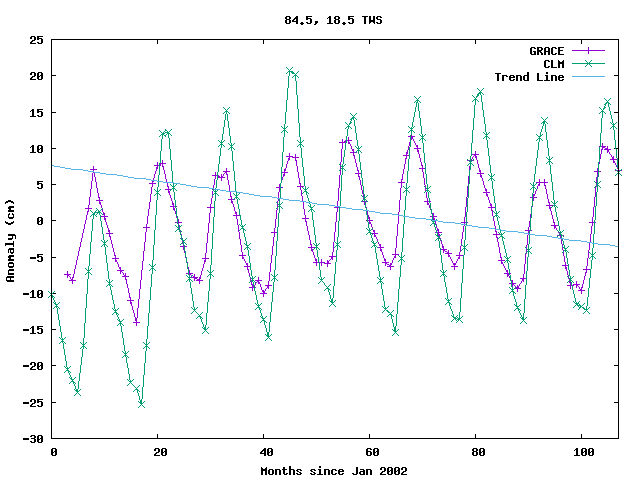 84.5, 18.5 TWS
GRACE
CLM
Trend Line
25
20
15
10
5
0
-5
-10
-15
-20
-25
-30
Anomaly (cm)
0 20 40 60 80 100
Months since Jan 2002